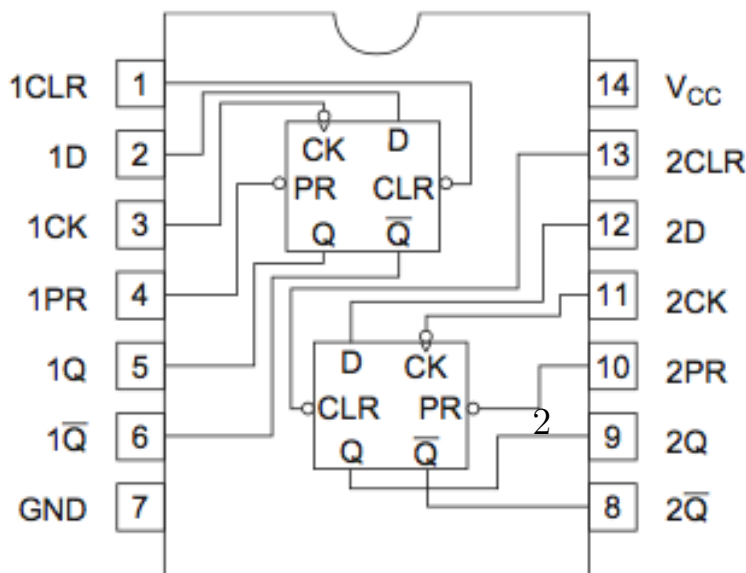 1CLR 1 14 VCC
1D 2 CK D 13 2CLR
PR CLR
1CK 3 Q Q̅ 12 2D
1PR 4 11 2CK
1Q 5 D CK 10 2PR
CLR PR 2
1Q̅ 6 Q Q̅ 9 2Q
GND 7 8 2Q̅